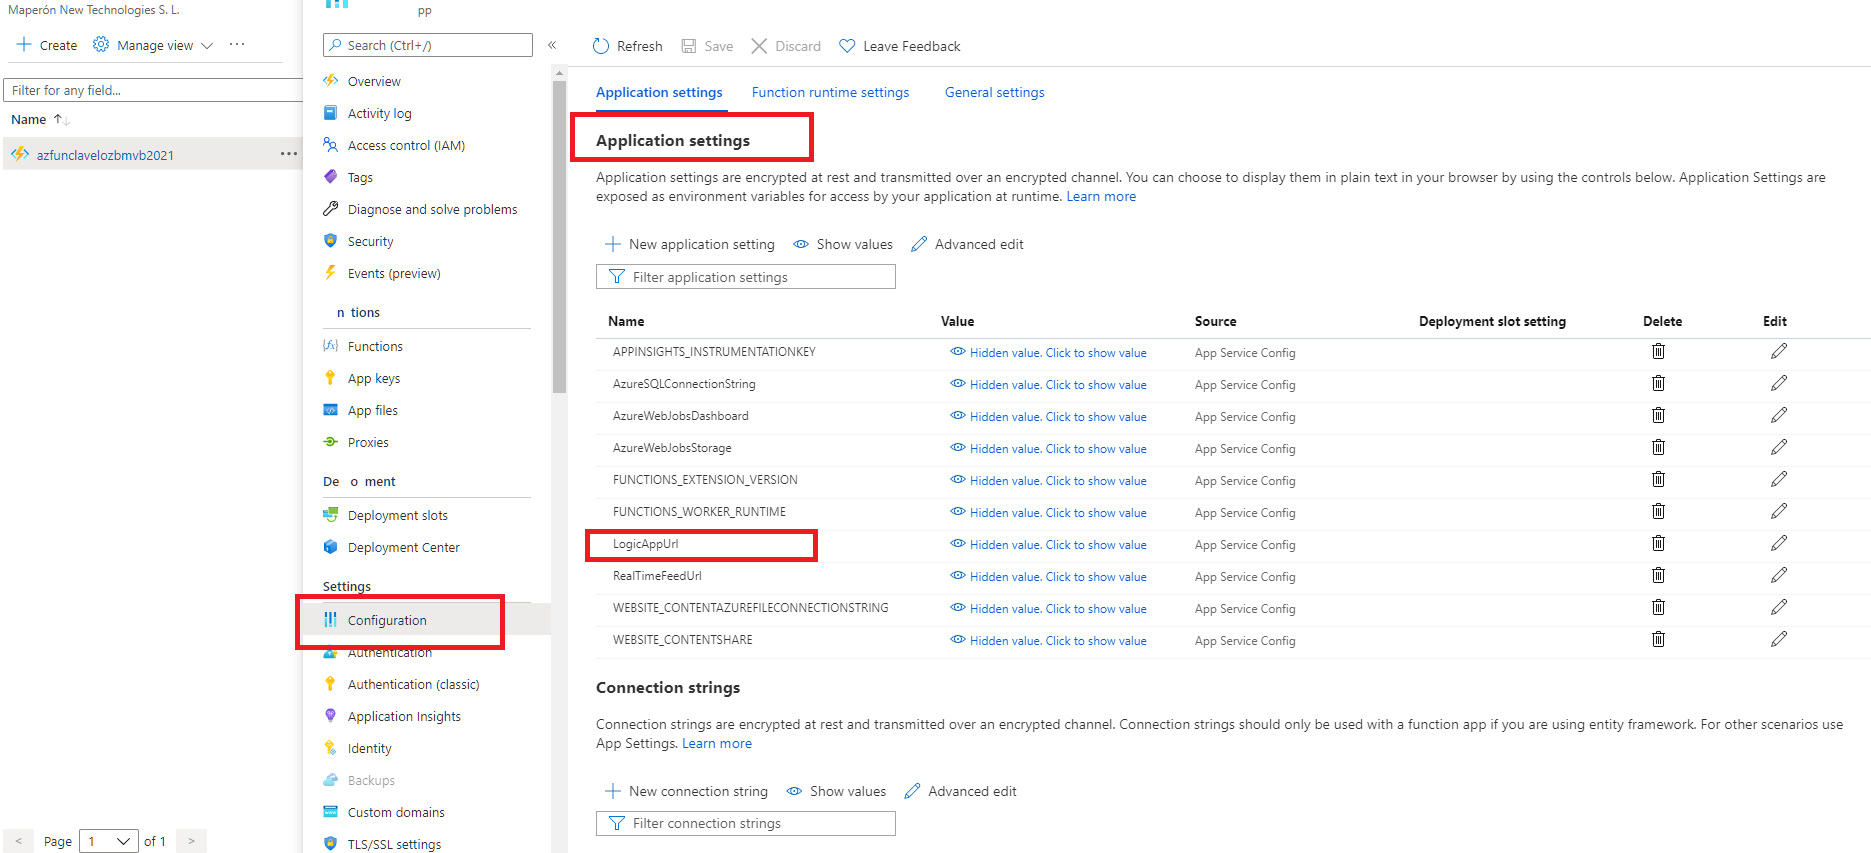 Maperón New Technologies S. L.
Create
Manage view
Filter for any field...
Name
azfunclavelozbmvb2021
Page 1 of 1
pp
Search (Ctrl+/)
Overview
Activity log
Access control (IAM)
Tags
Diagnose and solve problems
Security
Events (preview)
n tions
Functions
App keys
App files
Proxies
De o ment
Deployment slots
Deployment Center
Settings
Configuration
Authentication
Authentication (classic)
Application Insights
Identity
Backups
Custom domains
TLS/SSL settings
Refresh Save Discard Leave Feedback
Application settings Function runtime settings General settings
Application settings
Application settings are encrypted at rest and transmitted over an encrypted channel. You can choose to display them in plain text in your browser by using the controls below. Application Settings are
exposed as environment variables for access by your application at runtime. Learn more
New application setting Show values Advanced edit
Filter application settings
Name Value Source Deployment slot setting Delete Edit
APPINSIGHTS_INSTRUMENTATIONKEY Hidden value. Click to show value App Service Config
AzureSQLConnectionString Hidden value. Click to show value App Service Config
AzureWebJobsDashboard Hidden value. Click to show value App Service Config
AzureWebJobsStorage Hidden value. Click to show value App Service Config
FUNCTIONS_EXTENSION_VERSION Hidden value. Click to show value App Service Config
FUNCTIONS_WORKER_RUNTIME Hidden value. Click to show value App Service Config
LogicAppUrl Hidden value. Click to show value App Service Config
RealTimeFeedUrl Hidden value. Click to show value App Service Config
WEBSITE_CONTENTAZUREFILECONNECTIONSTRING Hidden value. Click to show value App Service Config
WEBSITE_CONTENTSHARE Hidden value. Click to show value App Service Config
Connection strings
Connection strings are encrypted at rest and transmitted over an encrypted channel. Connection strings should only be used with a function app if you are using entity framework. For other scenarios use
App Settings. Learn more
New connection string Show values Advanced edit
Filter connection strings